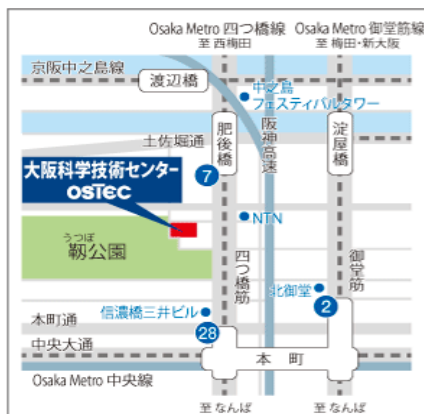 Osaka Metro 四つ橋線
至 西梅田
Osaka Metro 御堂筋線
至 梅田・新大阪
京阪中之島線
渡辺橋
中之島
フェスティバルタワー
土佐堀通
肥後橋
阪神高速
淀屋橋
大阪科学技術センター
OSTEC
7
NTN
うつぼ
靱公園
四つ橋筋
御堂筋
北御堂
2
信濃橋三井ビル
28
本町通
中央大通
本町
Osaka Metro 中央線
至 なんば
至 なんば